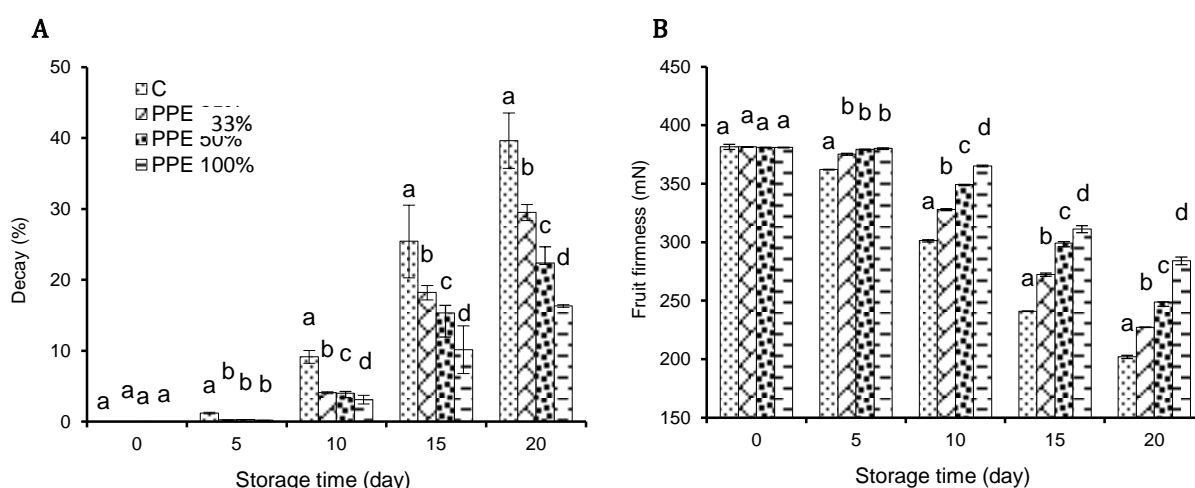 A
50
40
30
20
10
0
Decay (%)
C
PPE
33%
PPE 50%
PPE 100%
a a a a
a b b b
a b c d
a b c d
a b c d
0 5 10 15 20
Storage time (day)
B
450
400
350
300
250
200
150
Fruit firmness (mN)
a a a a
a b b b
a b c d
a b c d
a b c d
0 5 10 15 20
Storage time (day)